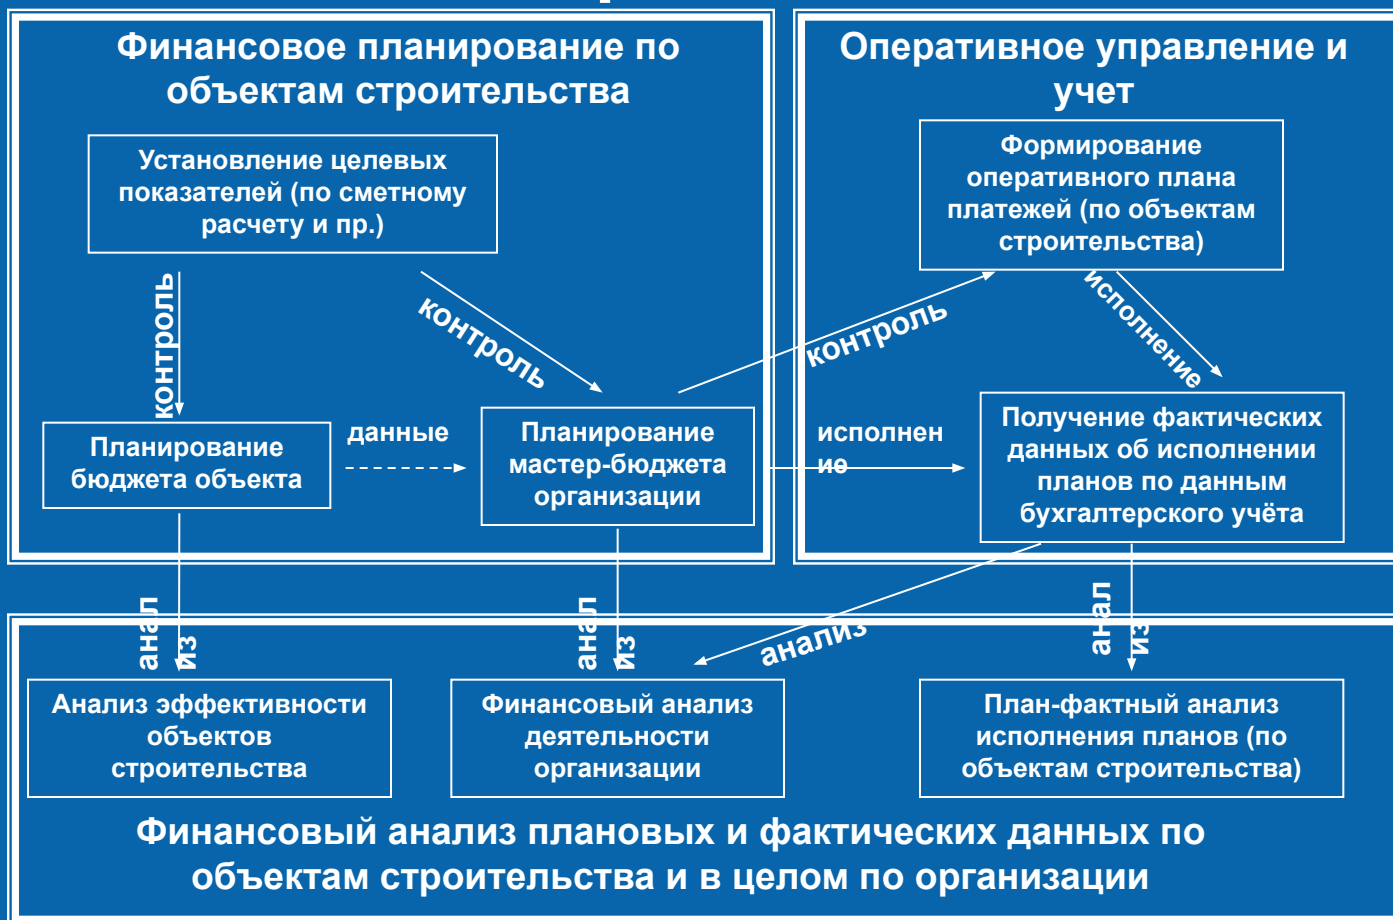 Финансовое планирование по
объектам строительства
Установление целевых
показателей (по сметному
расчету и пр.)
контроль
контроль
Планирование
бюджета объекта
данные
Планирование
мастер-бюджета
организации
Оперативное управление и
учет
Формирование
оперативного плана
платежей (по объектам
строительства)
контроль
исполнение
исполнен
ие
Получение фактических
данных об исполнении
планов по данным
бухгалтерского учёта
анал
из
анал
из
анализ
анал
из
Анализ эффективности
объектов
строительства
Финансовый анализ
деятельности
организации
План-фактный анализ
исполнения планов (по
объектам строительства)
Финансовый анализ плановых и фактических данных по
объектам строительства и в целом по организации